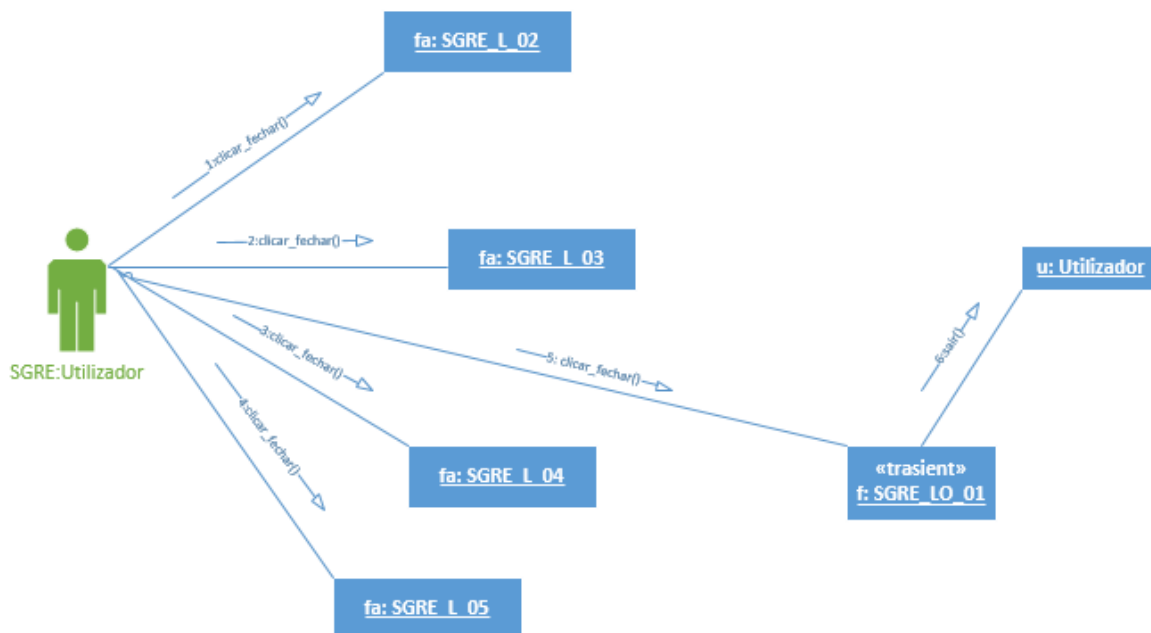 fa: SGRE_L_02
1:clicar_fechar()
2:clicar_fechar()
fa: SGRE_L_03
u: Utilizador
SGRE:Utilizador
3:clicar_fechar()
5: clicar_fechar()
6:sair()
4:clicar_fechar()
fa: SGRE_L_04
«trasient»
f: SGRE_LO_01
fa: SGRE_L_05